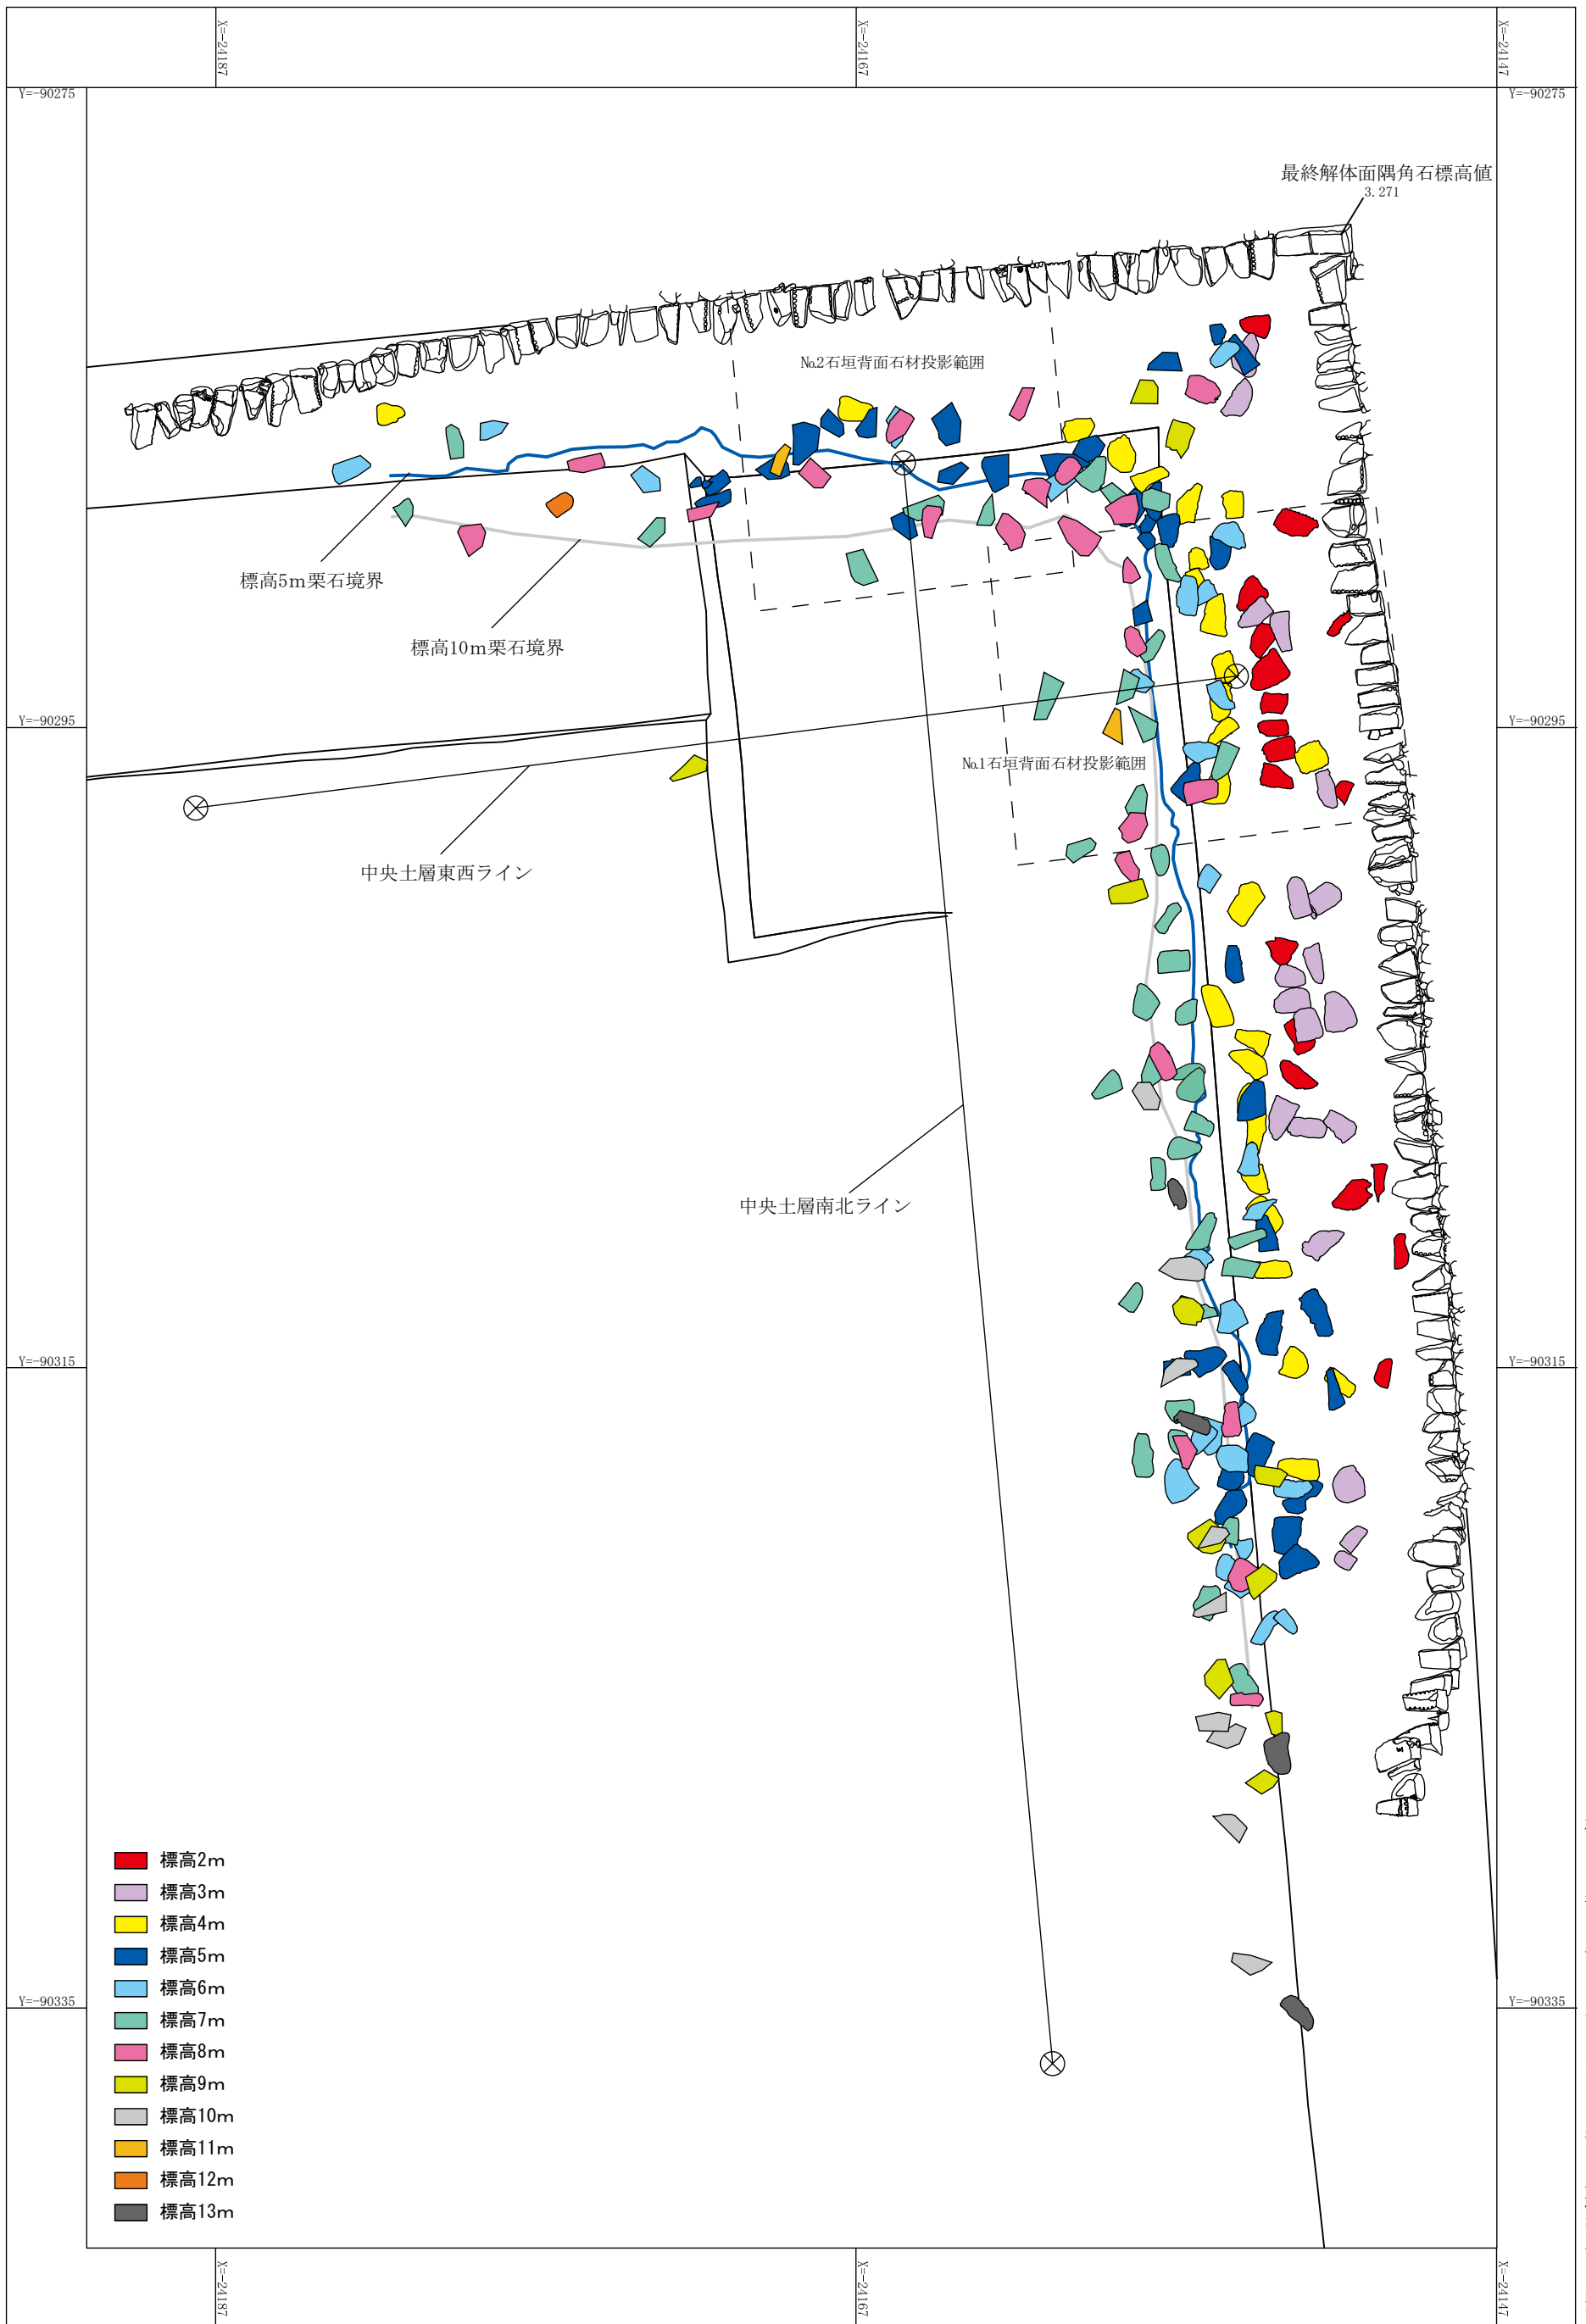 X=-24187
X=-24167
X=-24147
Y=-90275
Y=-90275
最終解体面隅角石標高値
3.271
№2石垣背面石材投影範囲
標高5m栗石境界
標高10m栗石境界
Y=-90295
Y=-90295
№1石垣背面石材投影範囲
中央土層東西ライン
中央土層南北ライン
Y=-90315
Y=-90315
標高2m
標高3m
標高4m
標高5m
標高6m
標高7m
標高8m
標高9m
標高10m
標高11m
標高12m
標高13m
Y=-90335
Y=-90335
X=-24187
X=-24167
X=-24147